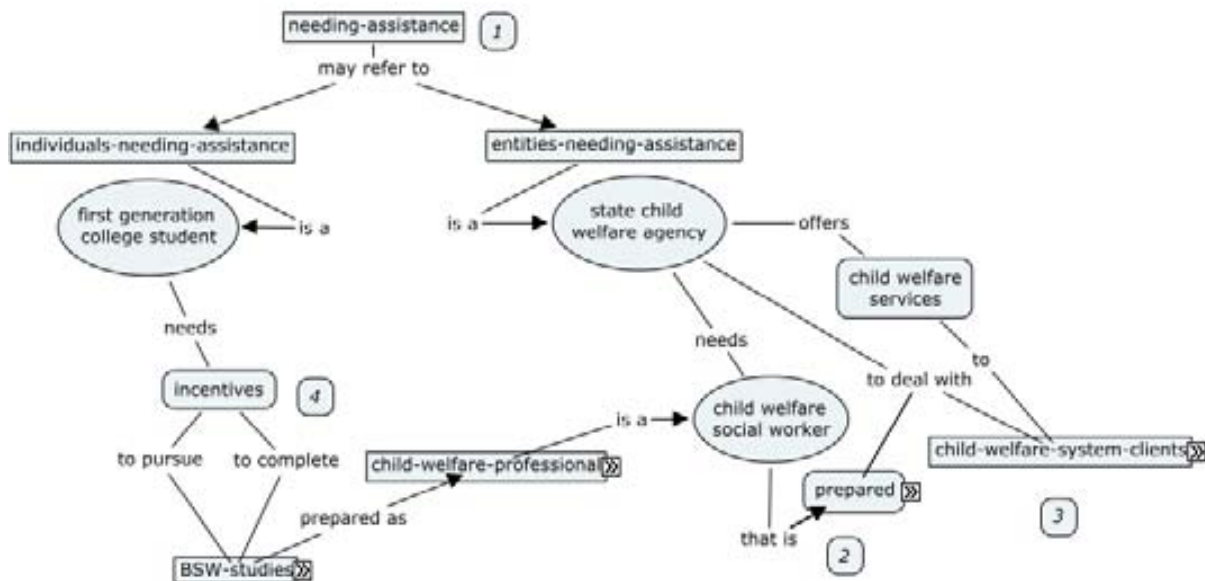 needing-assistance
1
may refer to
individuals-needing-assistance
entities-needing-assistance
first generation
college student
is a
is a
state child
welfare agency
offers
child welfare
services
needs
needs
to
incentives
4
to deal with
is a
child welfare
social worker
to pursue
to complete
child-welfare-professional
child-welfare-system-clients
prepared
3
prepared as
that is
2
BSW-studies